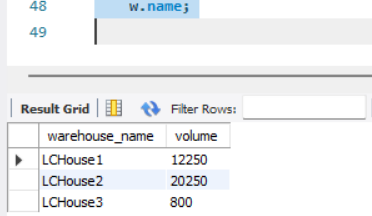 48 w.name;
49
Result Grid Filter Rows:
warehouse_name volume
LCHouse1 12250
LCHouse2 20250
LCHouse3 800